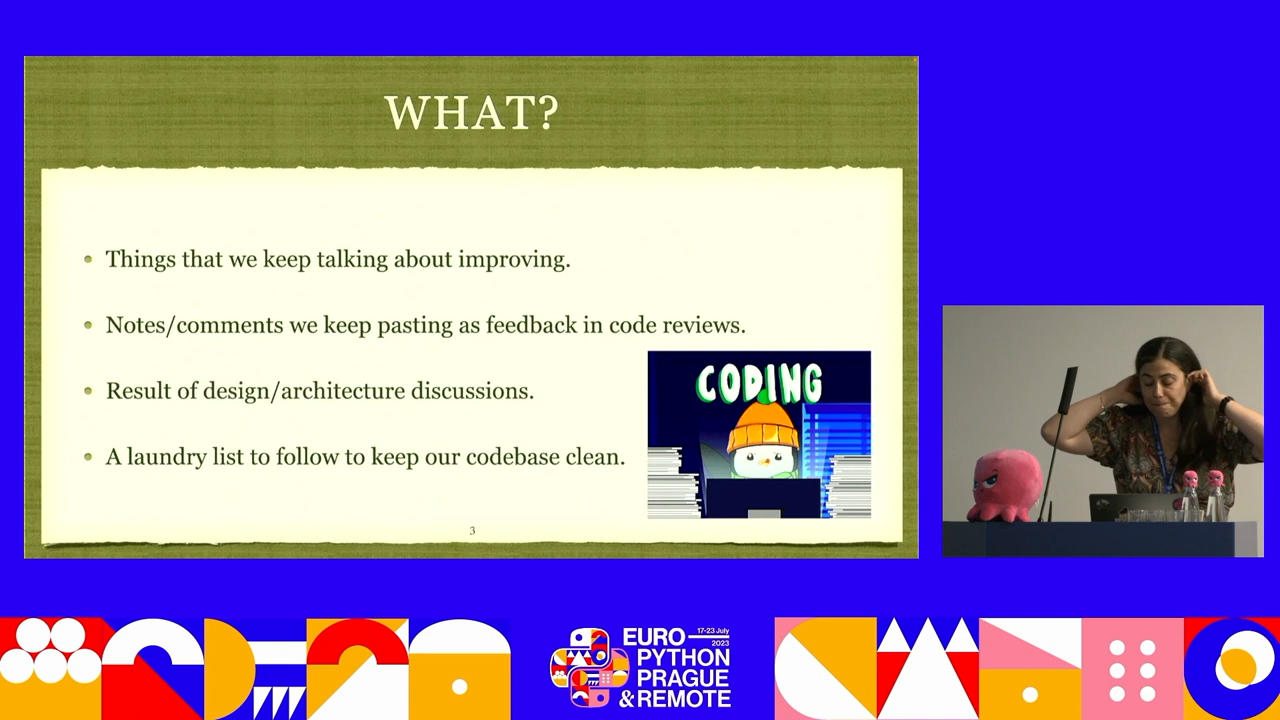 WHAT?
Things that we keep talking about improving.
Notes/comments we keep pasting as feedback in code reviews.
Result of design/architecture discussions.
A laundry list to follow to keep our codebase clean.
CODING
3
EURO
17-23 July
2023
PYTHON
PRAGUE
& REMOTE